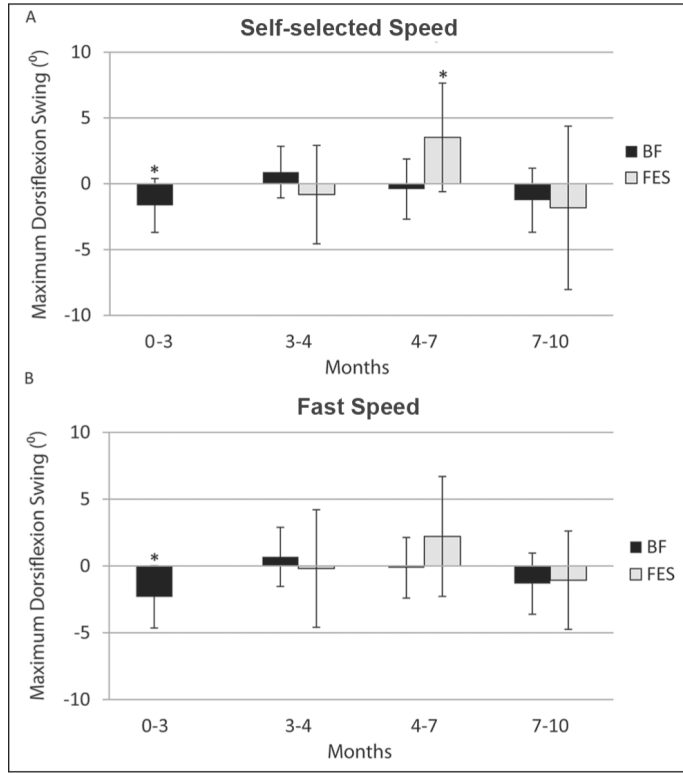 A
Self-selected Speed
Maximum Dorsiflexion Swing (⁰)
10
5
0
-5
-10
*
*
BF
FES
0-3 3-4 4-7 7-10
Months
B
Fast Speed
Maximum Dorsiflexion Swing (⁰)
10
5
0
-5
-10
*
BF
FES
0-3 3-4 4-7 7-10
Months